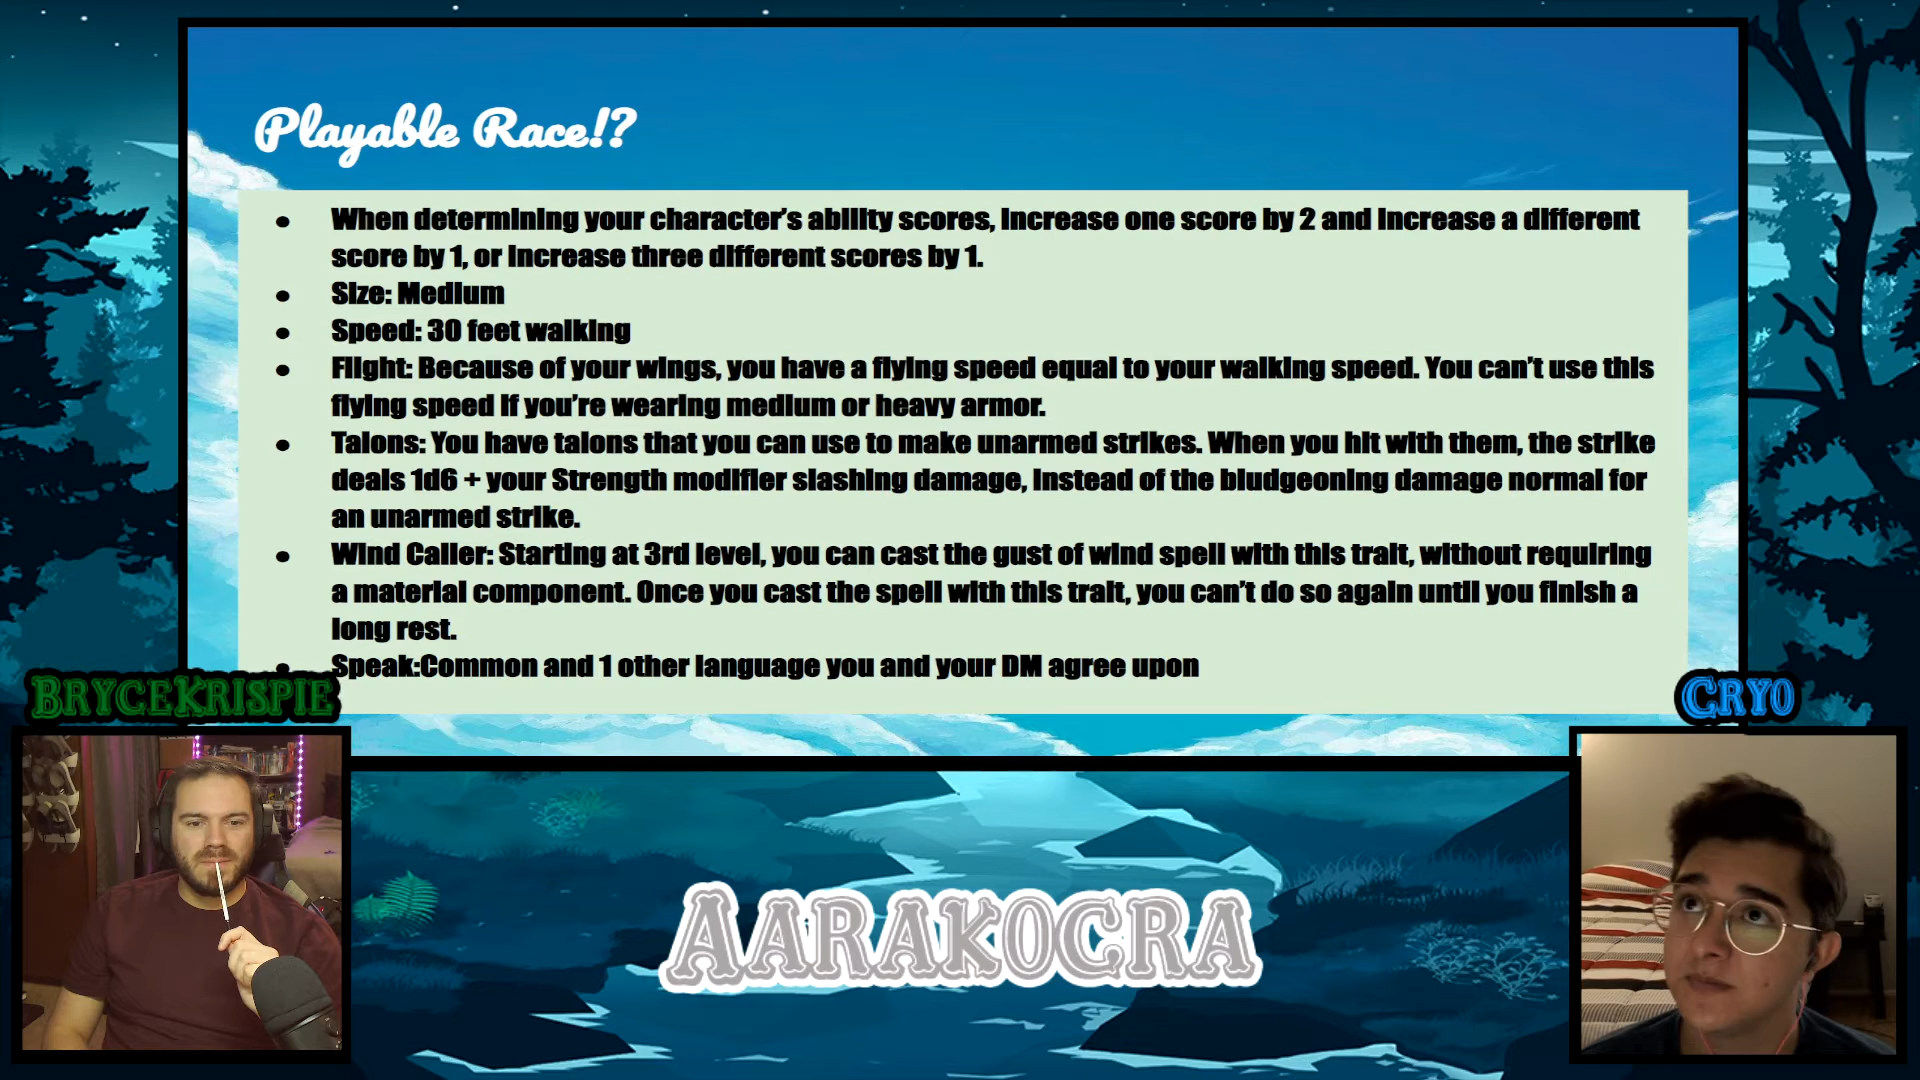 Playable Race!?
● When determining your character's ability scores, increase one score by 2 and increase a different
score by 1, or increase three different scores by 1.
● Size: Medium
● Speed: 30 feet walking
● Flight: Because of your wings, you have a flying speed equal to your walking speed. You can't use this
flying speed if you're wearing medium or heavy armor.
● Talons: You have talons that you can use to make unarmed strikes. When you hit with them, the strike
deals 1d6 + your Strength modifier slashing damage, instead of the bludgeoning damage normal for
an unarmed strike.
● Wind Caller: Starting at 3rd level, you can cast the gust of wind spell with this trait, without requiring
a material component. Once you cast the spell with this trait, you can't do so again until you finish a
long rest.
● Speak:Common and 1 other language you and your DM agree upon
BryceKrispie
Cryo
Aarakocra